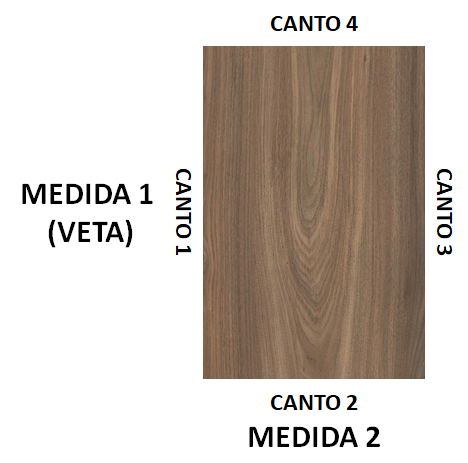 CANTO 4
MEDIDA 1
(VETA)
CANTO 1
CANTO 3
CANTO 2
MEDIDA 2